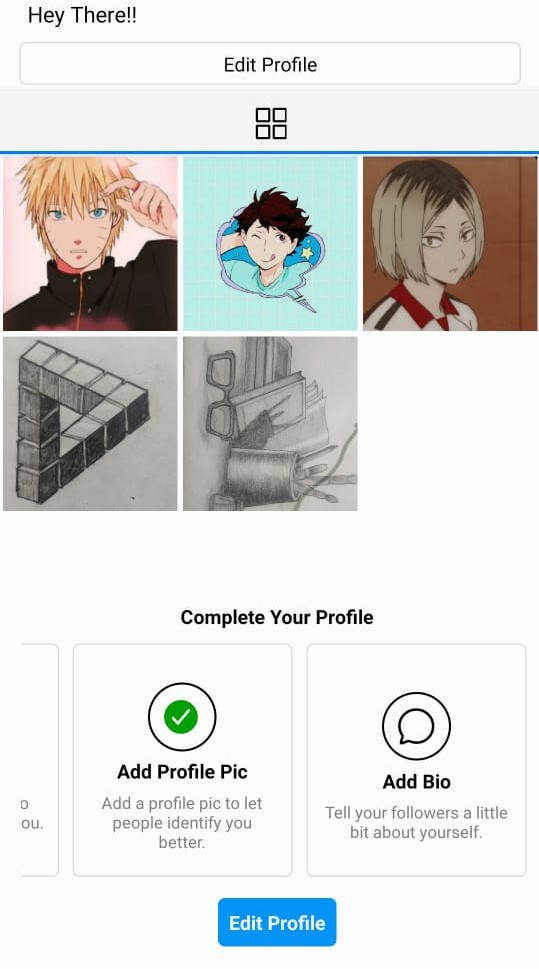 Hey There!!
Edit Profile
Complete Your Profile
o
ou.
Add Profile Pic
Add a profile pic to let
people identify you
better.
Add Bio
Tell your followers a little
bit about yourself.
Edit Profile